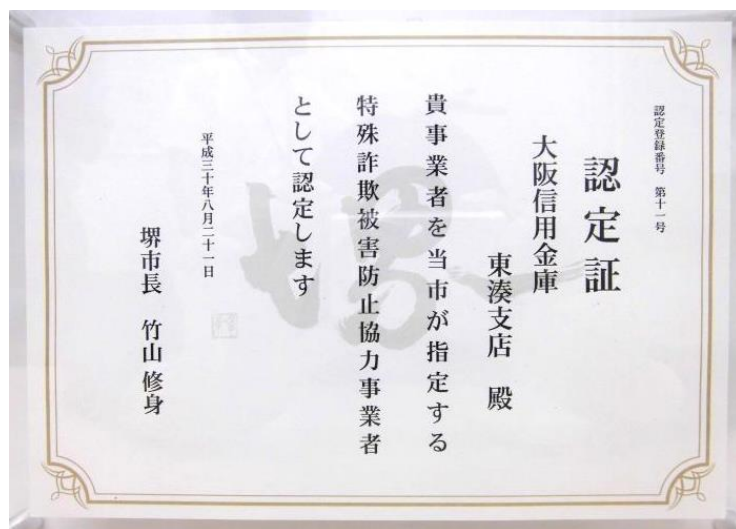 認定登録番号 第十一号
認定証
大阪信用金庫
東湊支店 殿
貴事業者を当市が指定する
特殊詐欺被害防止協力事業者
として認定します
平成三十年八月二十一日
堺市長 竹山修身
堺